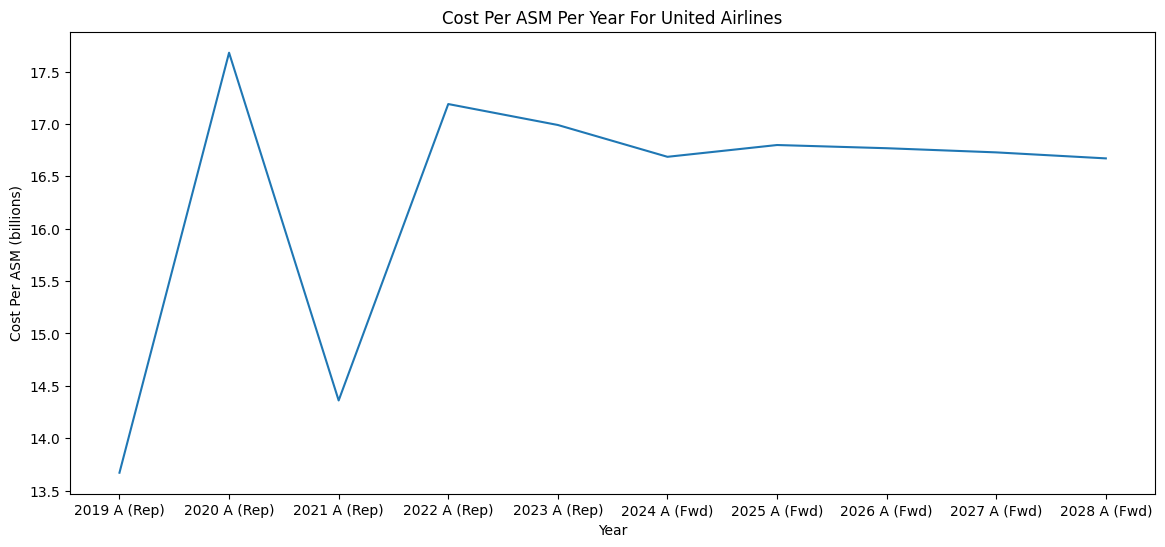 Cost Per ASM Per Year For United Airlines
Cost Per ASM (billions)
17.5
17.0
16.5
16.0
15.5
15.0
14.5
14.0
13.5
2019 A (Rep) 2020 A (Rep) 2021 A (Rep) 2022 A (Rep) 2023 A (Rep) 2024 A (Fwd) 2025 A (Fwd) 2026 A (Fwd) 2027 A (Fwd) 2028 A (Fwd)
Year